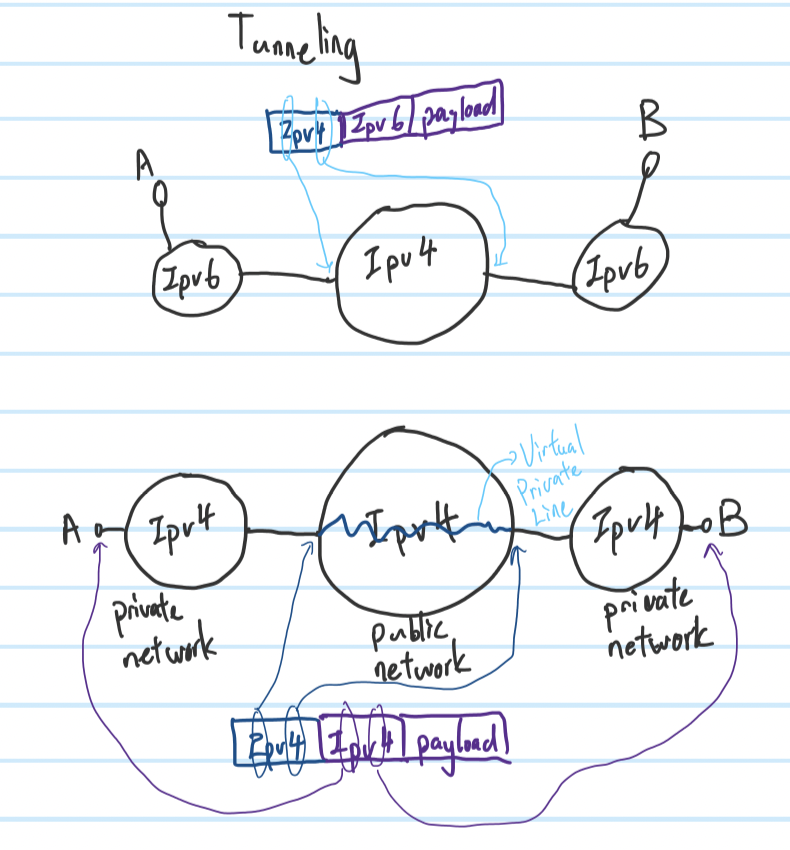 Tunneling
Ipv4 Ipv6 payload
A
B
Ipv6
Ipv4
Ipv6
Virtual
Private
Line
A
Ipv4
Ipv4
Ipv4
B
private
network
public
network
private
network
Ipv4 Ipv4 payload